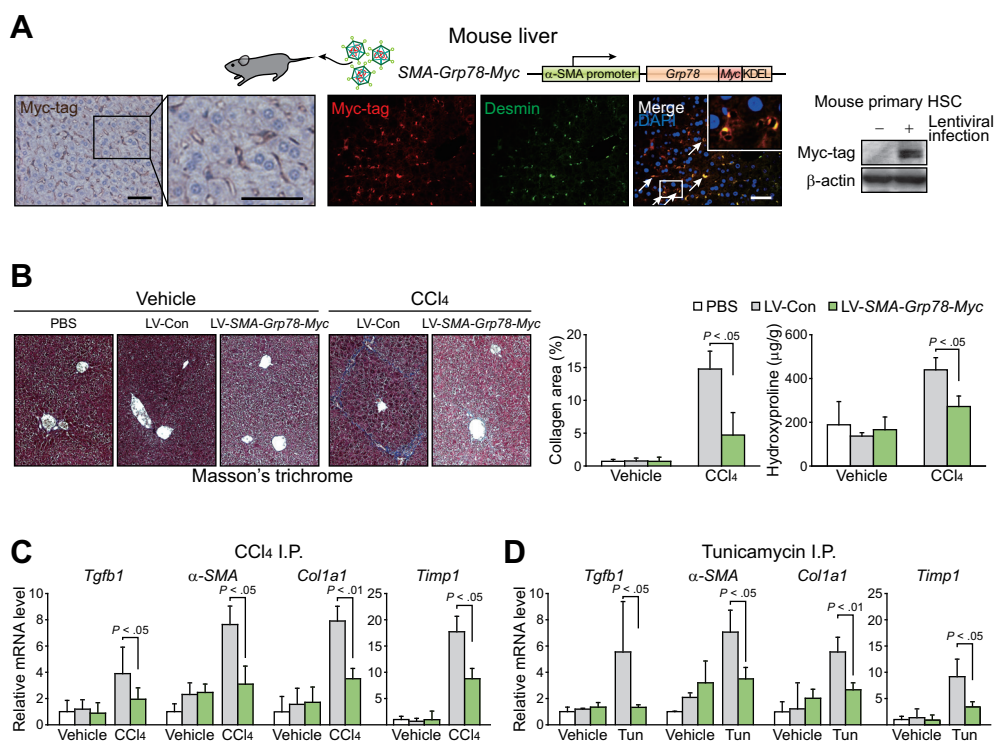 A
Mouse liver
SMA-Grp78-Myc
α-SMA promoter
Grp78
Myc
KDEL
Myc-tag
Myc-tag
Desmin
Merge
DAPI
Mouse primary HSC
− + Lentiviral
infection
Myc-tag
β-actin
B
Vehicle
CCl4
PBS
LV-Con
LV-SMA-Grp78-Myc
LV-Con
LV-SMA-Grp78-Myc
Masson's trichrome
PBS LV-Con LV-SMA-Grp78-Myc
Collagen area (%)
20
15
10
5
0
P < .05
Vehicle
CCl4
Hydroxyproline (μg/g)
600
400
200
0
P < .05
Vehicle
CCl4
C
CCl4 I.P.
Tgfb1
α-SMA
Col1a1
Timp1
Relative mRNA level
10
8
6
4
2
0
P < .05
P < .05
P < .01
25
20
15
10
5
0
P < .05
Vehicle CCl4
Vehicle CCl4
Vehicle CCl4
Vehicle CCl4
D
Tunicamycin I.P.
Tgfb1
α-SMA
Col1a1
Timp1
Relative mRNA level
10
8
6
4
2
0
P < .05
P < .05
P < .01
25
20
15
10
5
0
P < .05
Vehicle Tun
Vehicle Tun
Vehicle Tun
Vehicle Tun